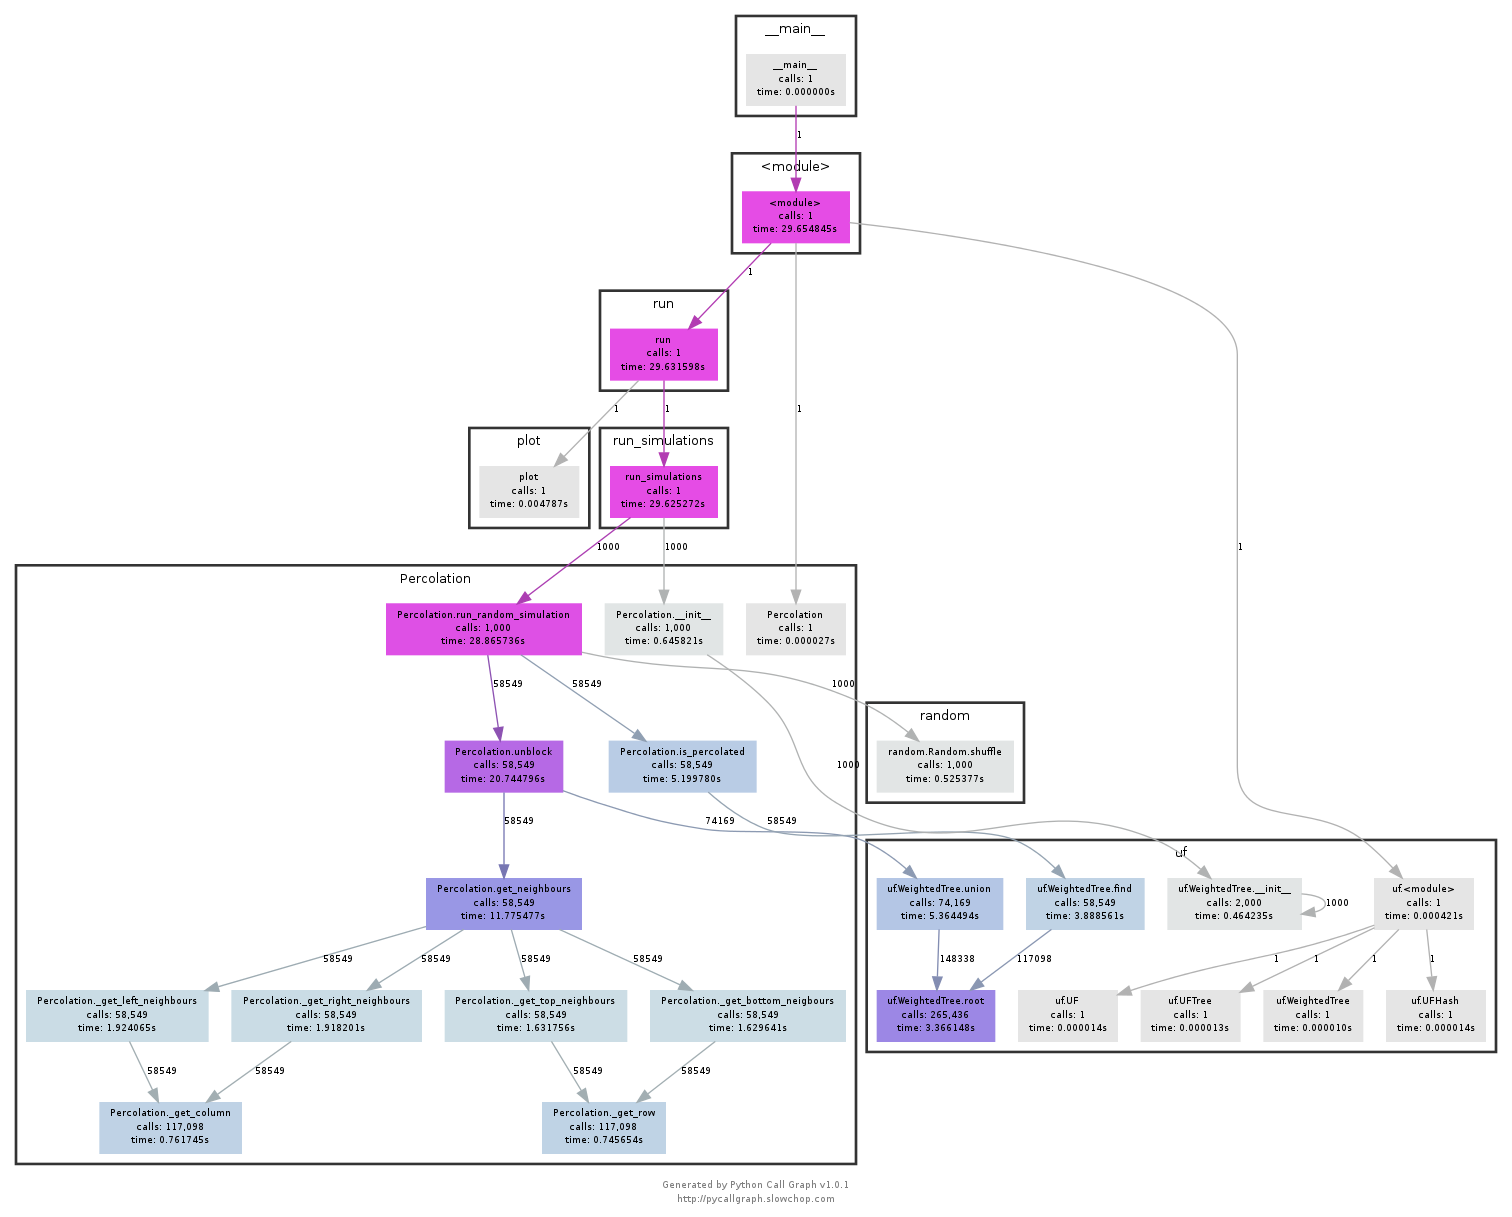 __main__
__main__
calls: 1
time: 0.000000s
1
<module>
<module>
calls: 1
time: 29.654845s
1
run
run
calls: 1
time: 29.631598s
1
1
1
plot
plot
calls: 1
time: 0.004787s
run_simulations
run_simulations
calls: 1
time: 29.625272s
1000
1000
1
Percolation
Percolation.run_random_simulation
calls: 1,000
time: 28.865736s
Percolation.__init__
calls: 1,000
time: 0.645821s
Percolation
calls: 1
time: 0.000027s
58549
58549
1000
random
random.Random.shuffle
calls: 1,000
time: 0.525377s
Percolation.unblock
calls: 58,549
time: 20.744796s
Percolation.is_percolated
calls: 58,549
time: 5.199780s
1000
58549
74169
58549
uf
Percolation.get_neighbours
calls: 58,549
time: 11.775477s
uf.WeightedTree.union
calls: 74,169
time: 5.364494s
uf.WeightedTree.find
calls: 58,549
time: 3.888561s
uf.WeightedTree.__init__
calls: 2,000
time: 0.464235s
1000
uf.<module>
calls: 1
time: 0.000421s
58549
58549
58549
58549
148338
117098
1
1
1
1
Percolation._get_left_neighbours
calls: 58,549
time: 1.924065s
Percolation._get_right_neighbours
calls: 58,549
time: 1.918201s
Percolation._get_top_neighbours
calls: 58,549
time: 1.631756s
Percolation._get_bottom_neigbours
calls: 58,549
time: 1.629641s
uf.WeightedTree.root
calls: 265,436
time: 3.366148s
uf.UF
calls: 1
time: 0.000014s
uf.UFTree
calls: 1
time: 0.000013s
uf.WeightedTree
calls: 1
time: 0.000010s
uf.UFHash
calls: 1
time: 0.000014s
58549
58549
58549
58549
Percolation._get_column
calls: 117,098
time: 0.761745s
Percolation._get_row
calls: 117,098
time: 0.745654s
Generated by Python Call Graph v1.0.1
http://pycallgraph.slowchop.com